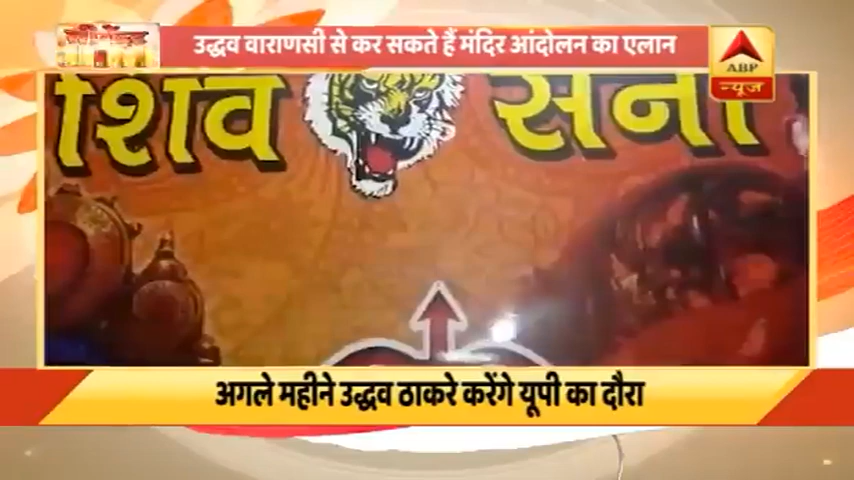 उद्धव वाराणसी से कर सकते हैं मंदिर आंदोलन का एलान
ABP
न्यूज़
शिव सेना
अगले महीने उद्धव ठाकरे करेंगे यूपी का दौरा